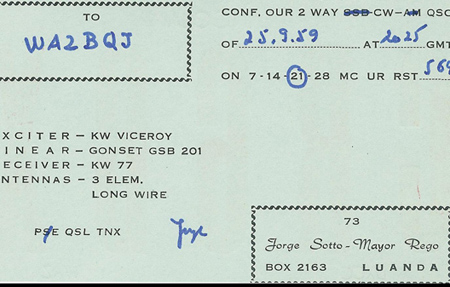 TO
WA2BQJ
CONF. OUR 2 WAY SSB-CW-AM QSO
OF 25.9.59 AT 2025 GMT
ON 7-14-21-28 MC UR RST 569
XCITER – KW VICEROY
INEAR – GONSET GSB 201
ECEIVER – KW 77
NTENNAS – 3 ELEM.
LONG WIRE
PSE QSL TNX
73
Jorge Sotto-Mayor Rego
BOX 2163 LUANDA